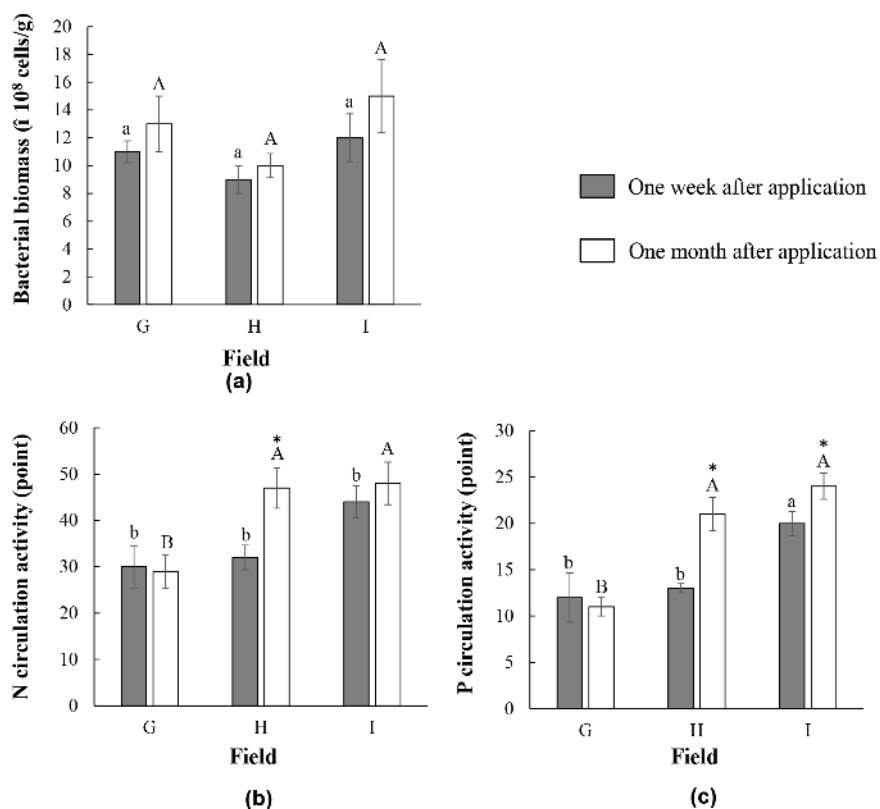 Bacterial biomass (î 10⁸ cells/g)
20
18
16
14
12
10
8
6
4
2
0
a
A
a
A
a
A
G
H
I
Field
(a)
One week after application
One month after application
N circulation activity (point)
60
50
40
30
20
10
0
b
B
b
*
A
b
A
G
H
I
Field
(b)
P circulation activity (point)
30
25
20
15
10
5
0
b
B
b
*
A
a
*
A
G
H
I
Field
(c)